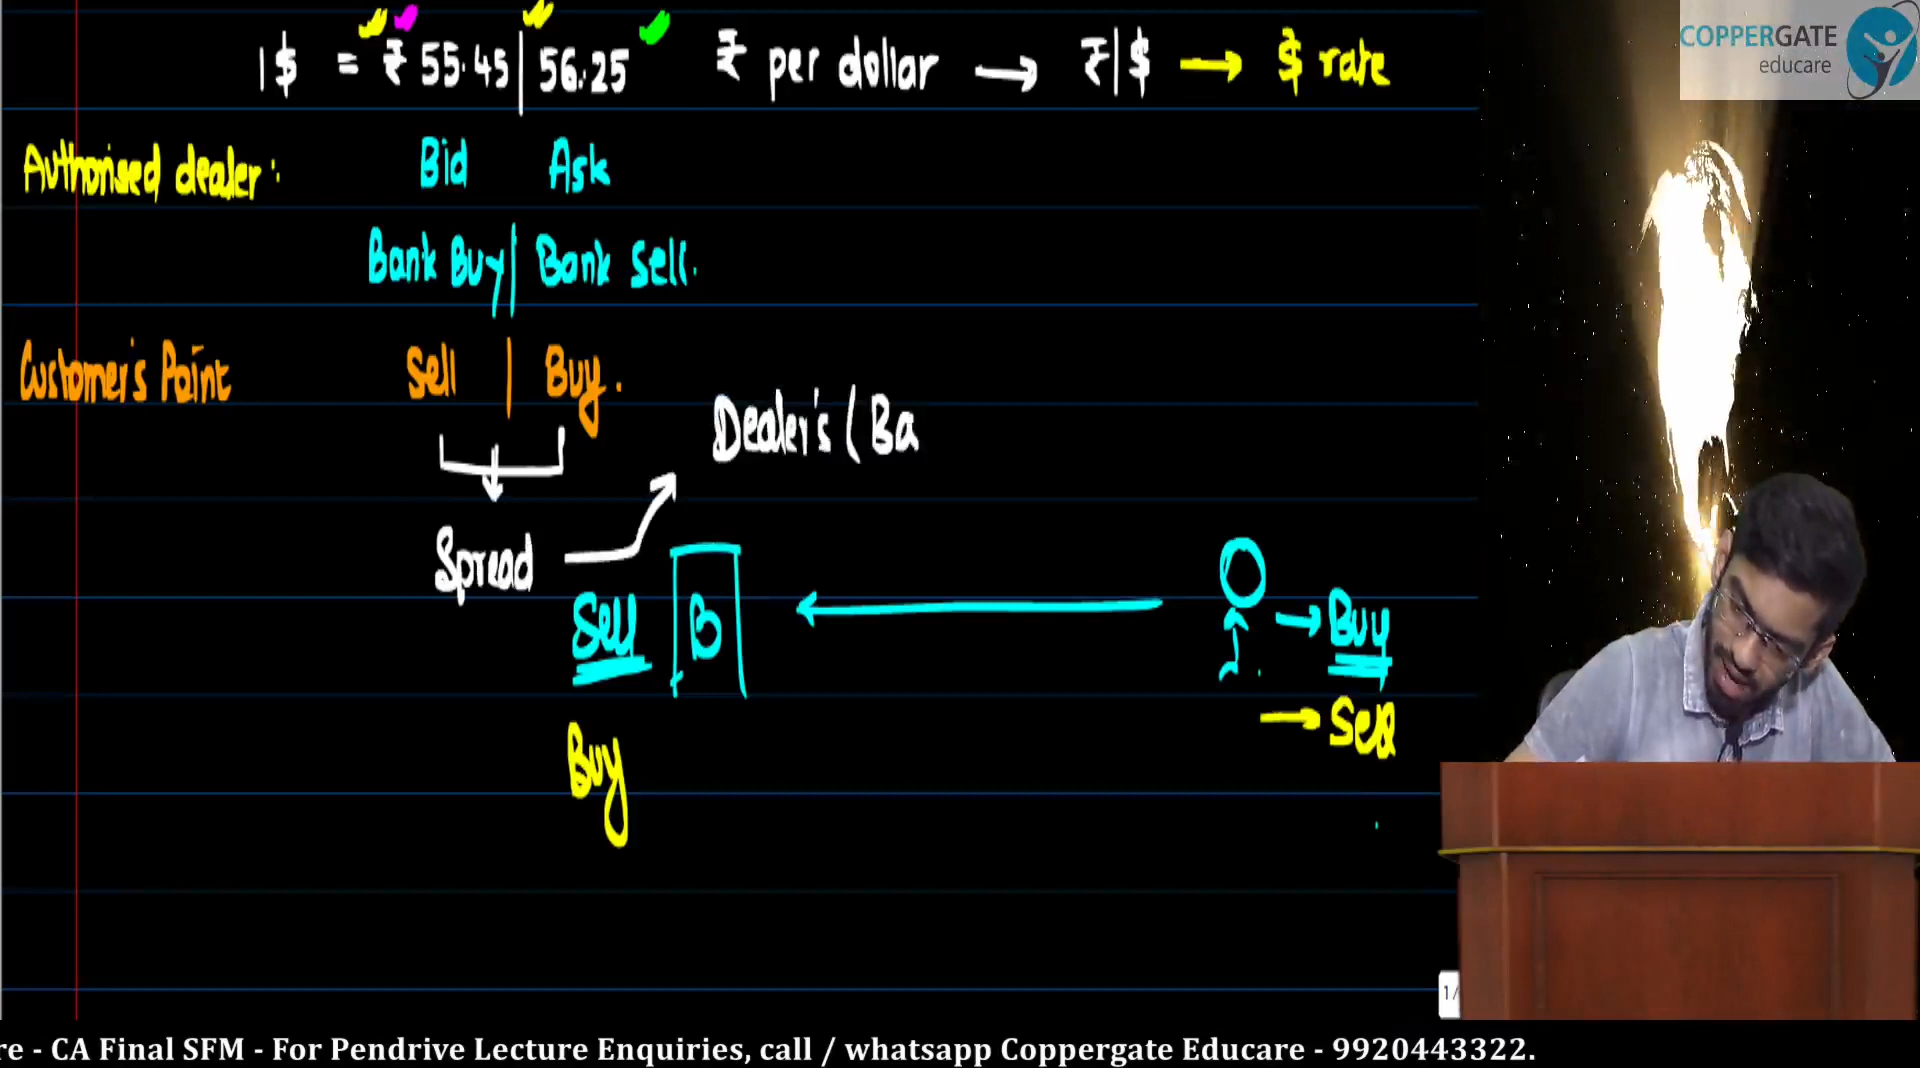 1$ = ₹ 55.45 | 56.25 ₹ per dollar → ₹|$ → $ rate
COPPERGATE
educare
Authorised dealer: Bid Ask
Bank Buy | Bank Sell.
Customer's Point Sell | Buy.
Dealer's ( Ba
Spread
Sell B → Buy
→ Sell
Buy
1/
re - CA Final SFM - For Pendrive Lecture Enquiries, call / whatsapp Coppergate Educare - 9920443322.